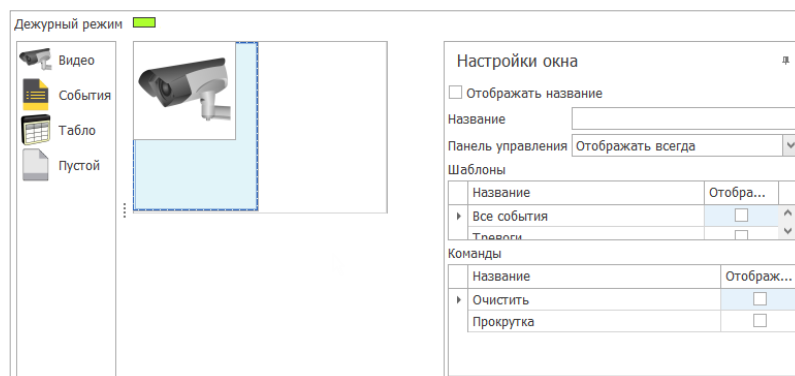 Дежурный режим
Видео
События
Табло
Пустой
Настройки окна
Отображать название
Название
Панель управления Отображать всегда
Шаблоны
Название Отобра...
Все события
Тревоги
Команды
Название Отображ...
Очистить
Прокрутка